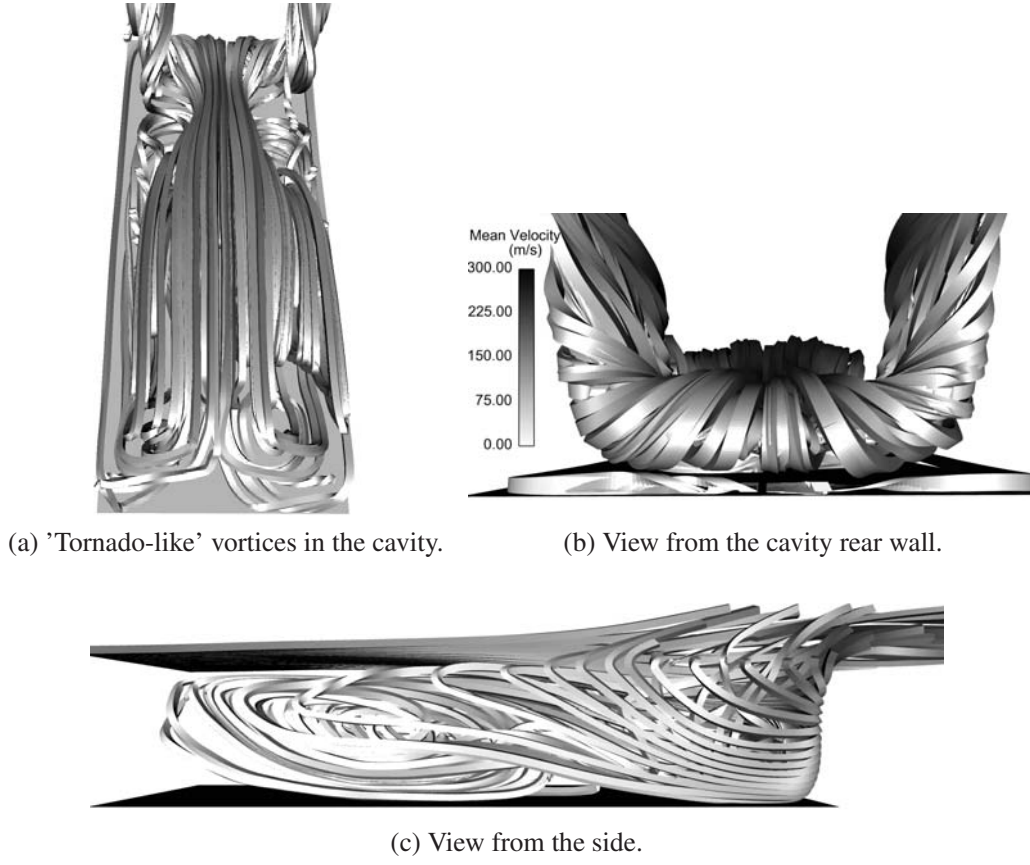 Mean Velocity
(m/s)
300.00
225.00
150.00
75.00
0.00
(a) ’Tornado-like’ vortices in the cavity.
(b) View from the cavity rear wall.
(c) View from the side.